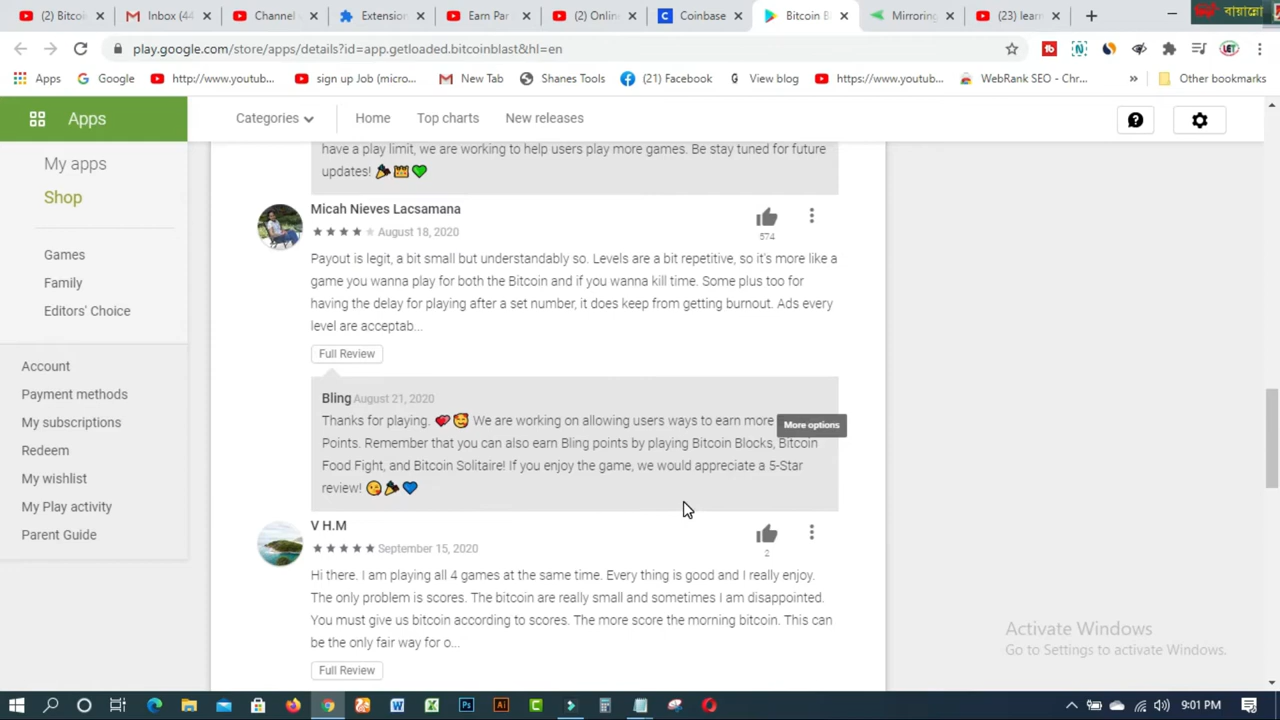 (2) Bitcoi
Inbox (44
Channel v
Extension
Earn Pay
(2) Online
Coinbase
Bitcoin B
Mirroring
(23) learn
বায়ান্নো
play.google.com/store/apps/details?id=app.getloaded.bitcoinblast&hl=en
Apps
Google
http://www.youtub...
sign up Job (micro...
New Tab
Shanes Tools
(21) Facebook
View blog
https://www.youtub...
WebRank SEO - Chr...
Other bookmarks
Apps
Categories
Home
Top charts
New releases
My apps
Shop
Games
Family
Editors' Choice
Account
Payment methods
My subscriptions
Redeem
My wishlist
My Play activity
Parent Guide
have a play limit, we are working to help users play more games. Be stay tuned for future
updates!
Micah Nieves Lacsamana
August 18, 2020
574
Payout is legit, a bit small but understandably so. Levels are a bit repetitive, so it's more like a
game you wanna play for both the Bitcoin and if you wanna kill time. Some plus too for
having the delay for playing after a set number, it does keep from getting burnout. Ads every
level are acceptab...
Full Review
Bling August 21, 2020
Thanks for playing. We are working on allowing users ways to earn more
More options
Points. Remember that you can also earn Bling points by playing Bitcoin Blocks, Bitcoin
Food Fight, and Bitcoin Solitaire! If you enjoy the game, we would appreciate a 5-Star
review!
V H.M
September 15, 2020
2
Hi there. I am playing all 4 games at the same time. Every thing is good and I really enjoy.
The only problem is scores. The bitcoin are really small and sometimes I am disappointed.
You must give us bitcoin according to scores. The more score the morning bitcoin. This can
be the only fair way for o...
Full Review
Activate Windows
Go to Settings to activate Windows.
9:01 PM